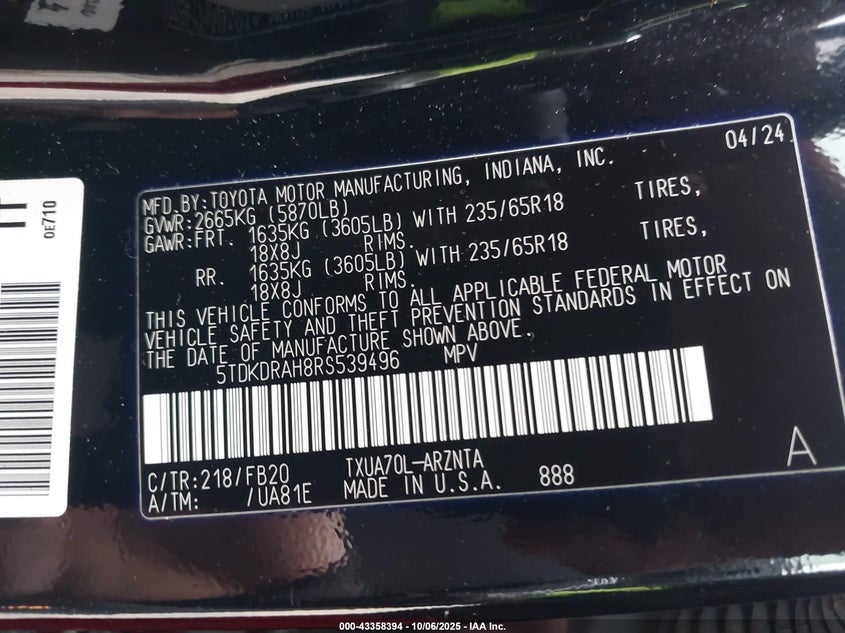 04/24
MFD.BY:TOYOTA MOTOR MANUFACTURING, INDIANA, INC.
GVWR:2665KG (5870LB)
GAWR:FRT. 1635KG (3605LB) WITH 235/65R18 TIRES,
18X8J RIMS.
RR. 1635KG (3605LB) WITH 235/65R18 TIRES,
18X8J RIMS.
THIS VEHICLE CONFORMS TO ALL APPLICABLE FEDERAL MOTOR
VEHICLE SAFETY AND THEFT PREVENTION STANDARDS IN EFFECT ON
THE DATE OF MANUFACTURE SHOWN ABOVE.
5TDKDRAH8RS539496 MPV
C/TR:218/FB20 TXUA70L-ARZNTA
A/TM: /UA81E MADE IN U.S.A. 888
A
0E710
000-43358394 - 10/06/2025 - IAA Inc.